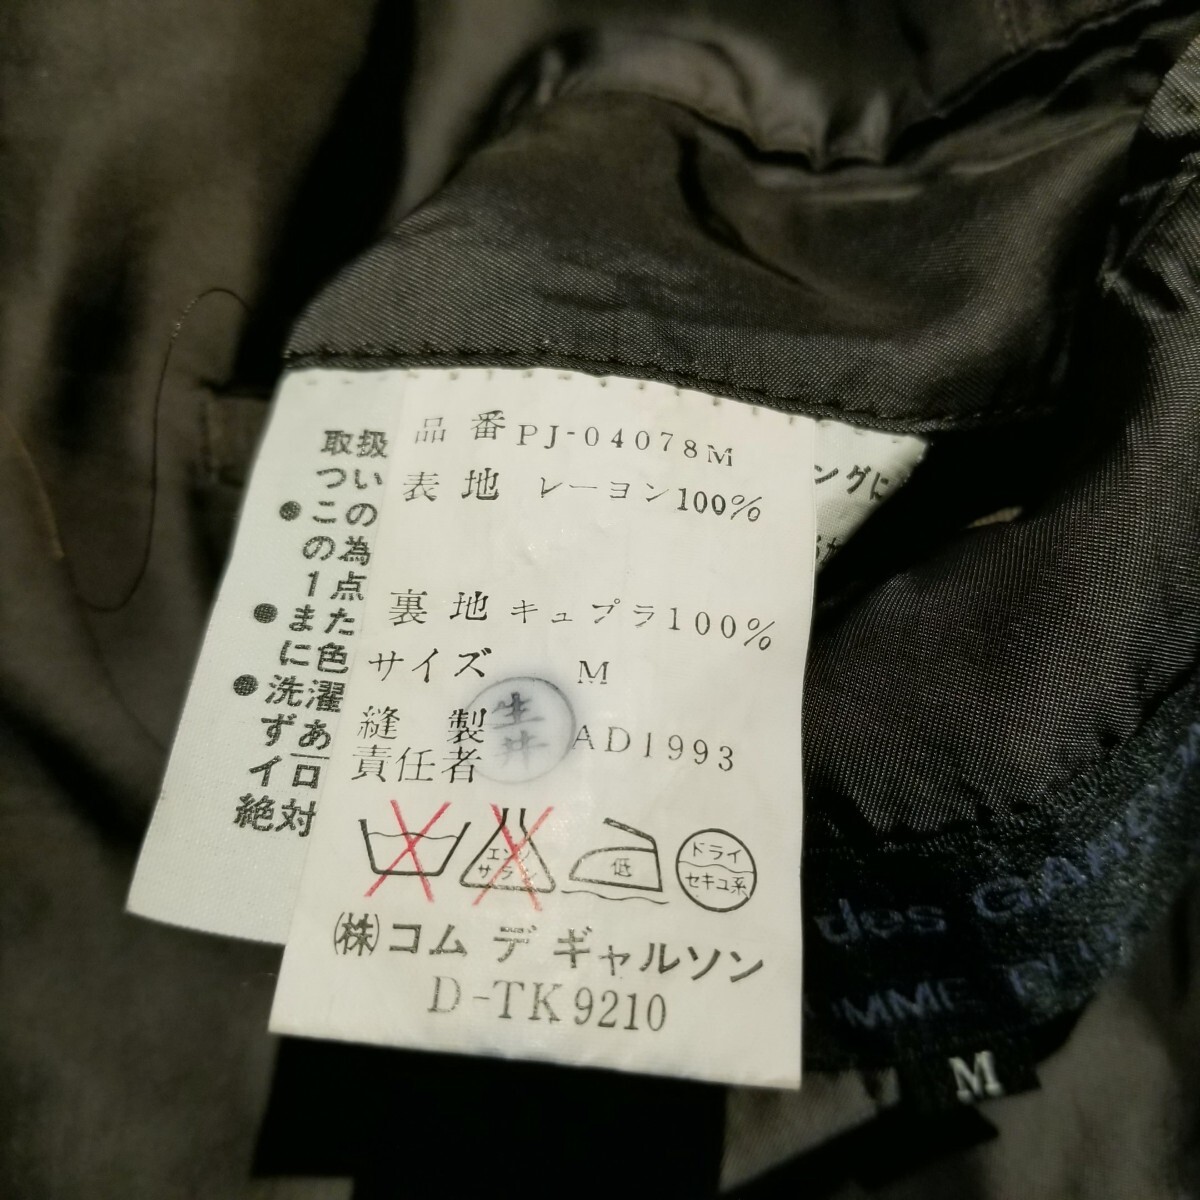 品番 PJ-04078M
表地 レーヨン100%
裏地 キュプラ100%
サイズ M
縫製 AD1993
責任者
生井
エンソ
サラシ
低
ドライ
セキユ系
㈱コム デ ギャルソン
D-TK9210
取扱
つい
●この
の為
1点
●また
に色
●洗濯
ずあ
イロ
絶対
ングに
des GARÇ
MME PLU
M